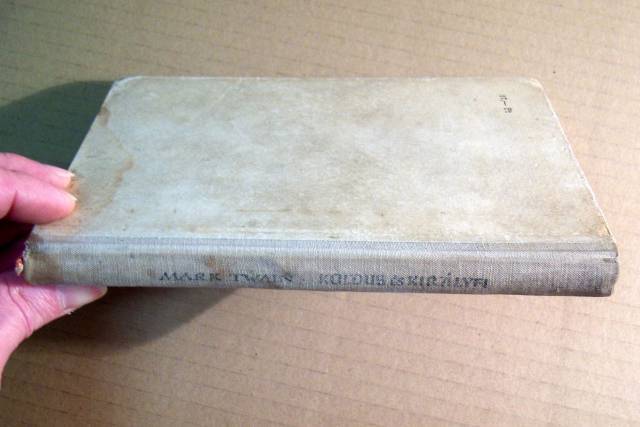 MARK TWAIN KOLDUS és KIRÁLYFI